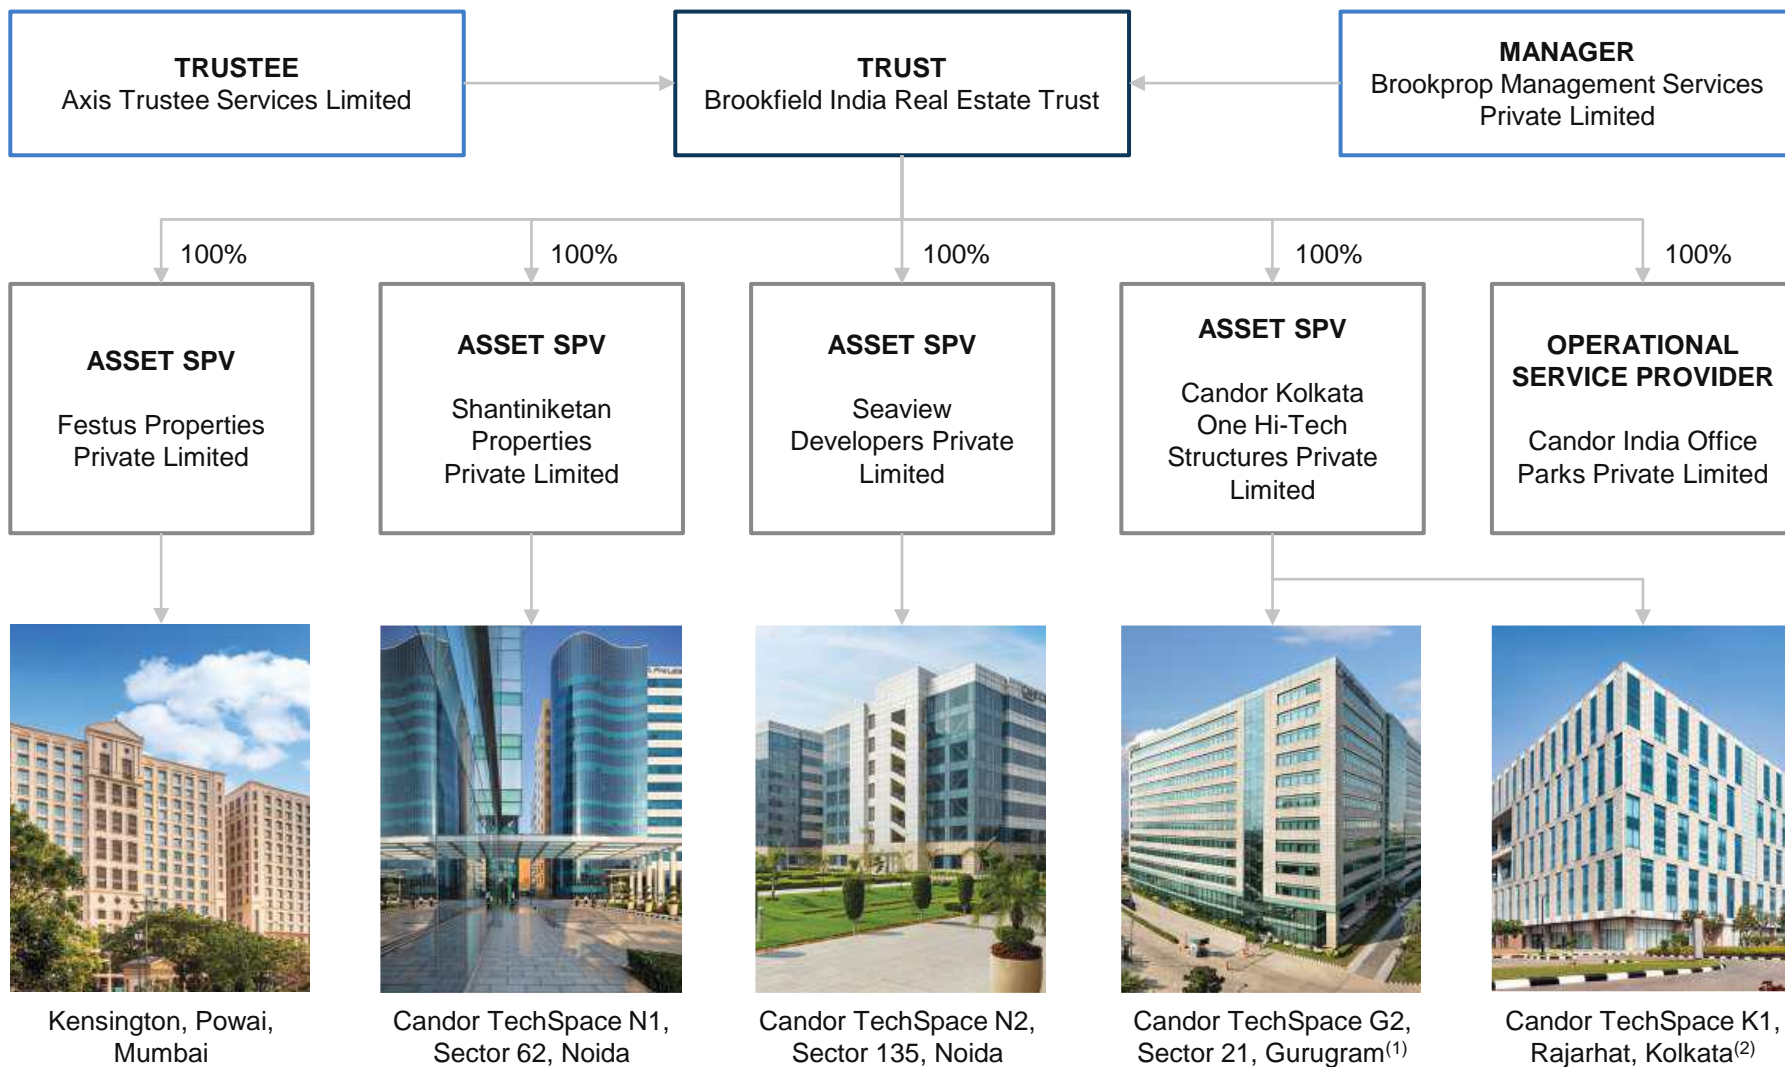 TRUSTEE
Axis Trustee Services Limited
TRUST
Brookfield India Real Estate Trust
MANAGER
Brookprop Management Services
Private Limited
100%
100%
100%
100%
100%
ASSET SPV
Festus Properties
Private Limited
ASSET SPV
Shantiniketan
Properties
Private Limited
ASSET SPV
Seaview
Developers Private
Limited
ASSET SPV
Candor Kolkata
One Hi-Tech
Structures Private
Limited
OPERATIONAL
SERVICE PROVIDER
Candor India Office
Parks Private Limited
Kensington, Powai,
Mumbai
Candor TechSpace N1,
Sector 62, Noida
Candor TechSpace N2,
Sector 135, Noida
Candor TechSpace G2,
Sector 21, Gurugram(1)
Candor TechSpace K1,
Rajarhat, Kolkata(2)